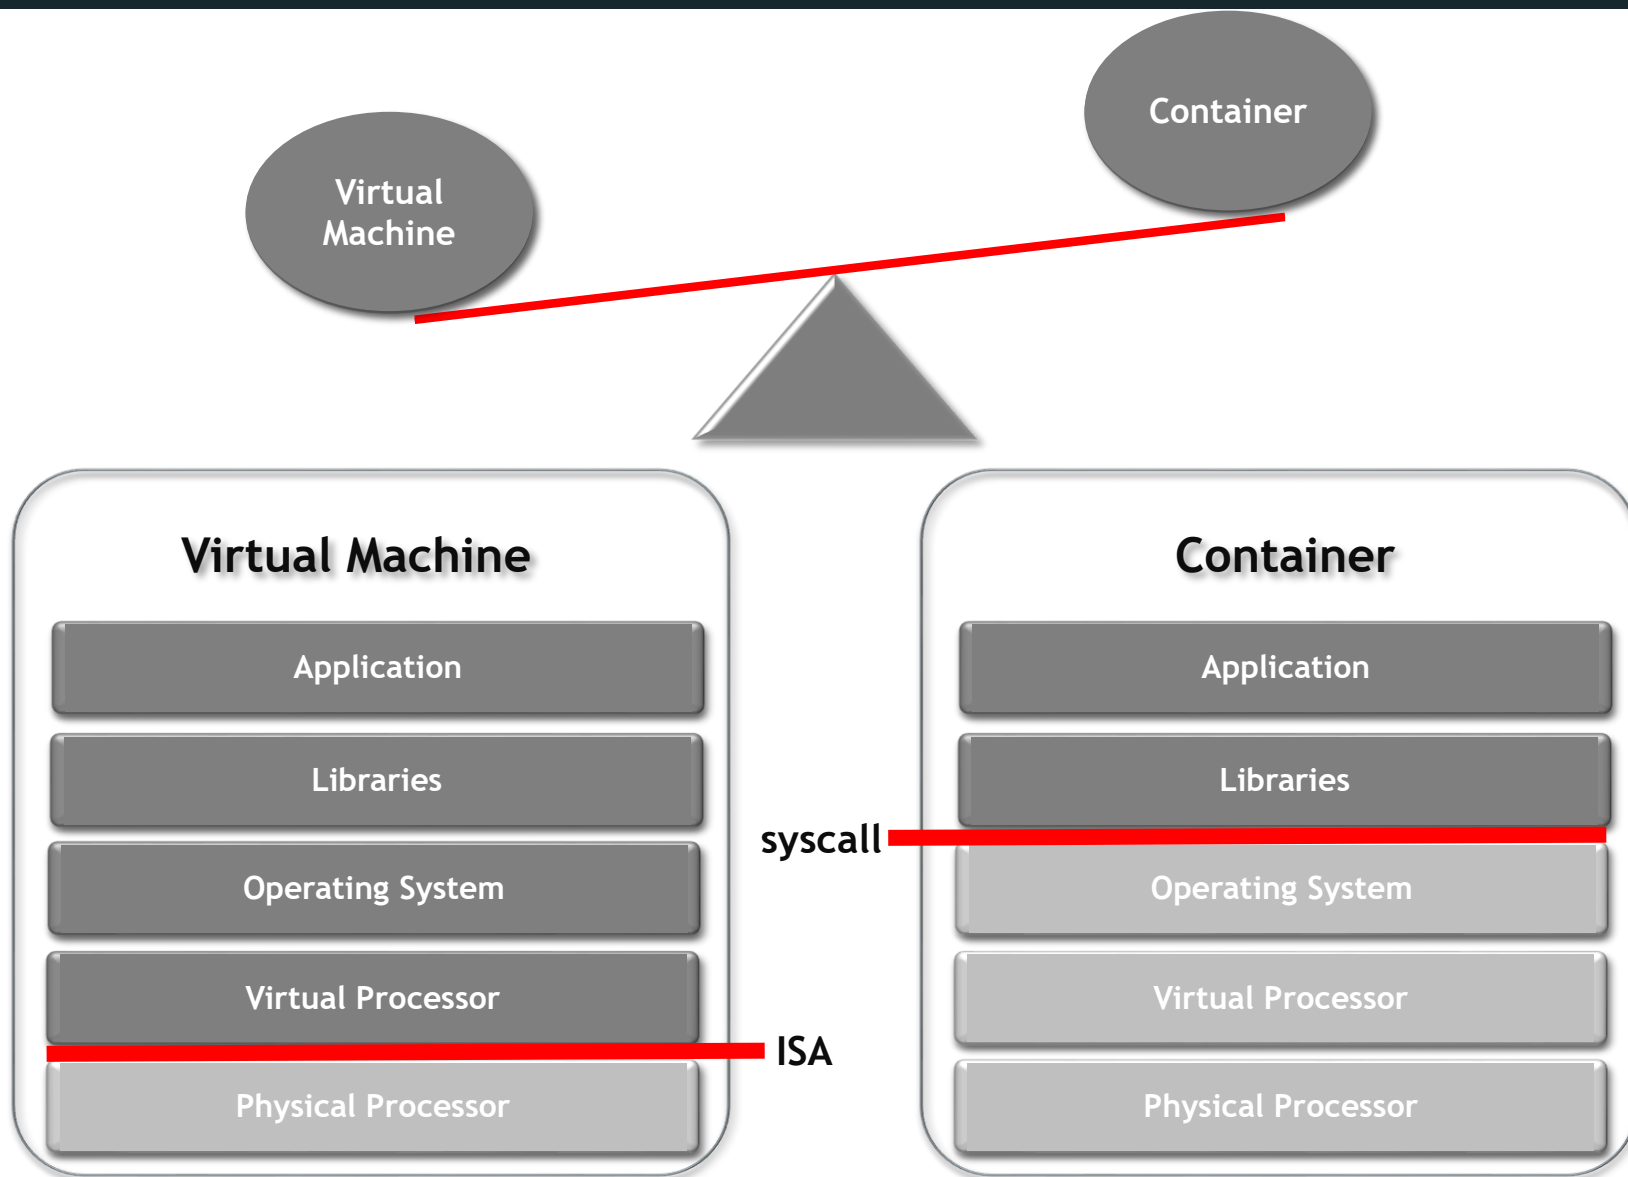 Container
Virtual
Machine
Virtual Machine
Application
Libraries
Operating System
Virtual Processor
ISA
Physical Processor
Container
Application
Libraries
syscall
Operating System
Virtual Processor
Physical Processor